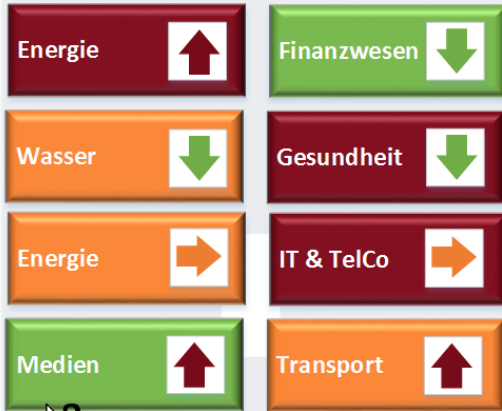 Energie
Finanzwesen
Wasser
Gesundheit
Energie
IT & TelCo
Medien
Transport